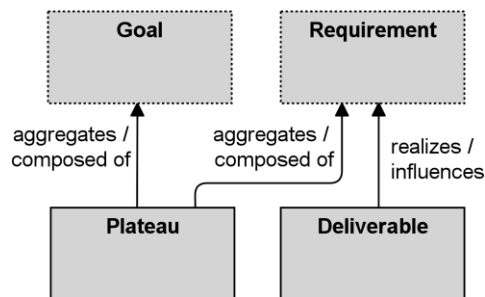 Goal
Requirement
aggregates /
composed of
aggregates /
composed of
realizes /
influences
Plateau
Deliverable